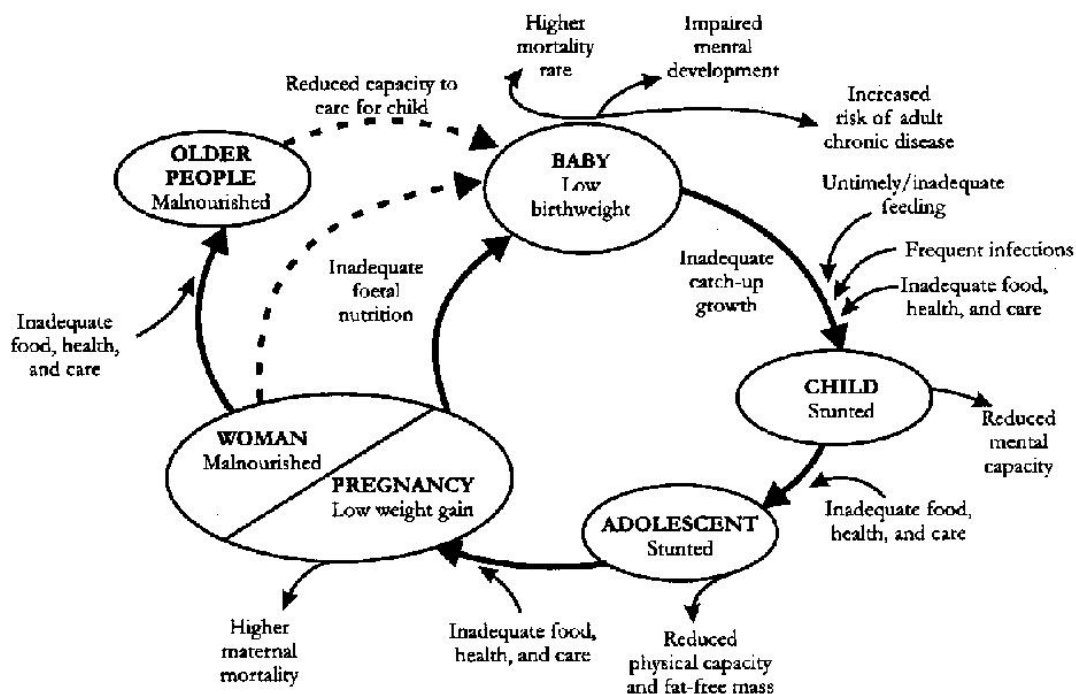 Higher
mortality
rate
Impaired
mental
development
Reduced capacity to
care for child
Increased
risk of adult
chronic disease
OLDER
PEOPLE
Malnourished
BABY
Low
birthweight
Untimely/inadequate
feeding
Frequent infections
Inadequate food,
health, and care
Inadequate
catch-up
growth
Inadequate
foetal
nutrition
Inadequate
food, health,
and care
CHILD
Stunted
Reduced
mental
capacity
WOMAN
Malnourished
PREGNANCY
Low weight gain
ADOLESCENT
Stunted
Inadequate food,
health, and care
Higher
maternal
mortality
Inadequate food,
health, and care
Reduced
physical capacity
and fat-free mass